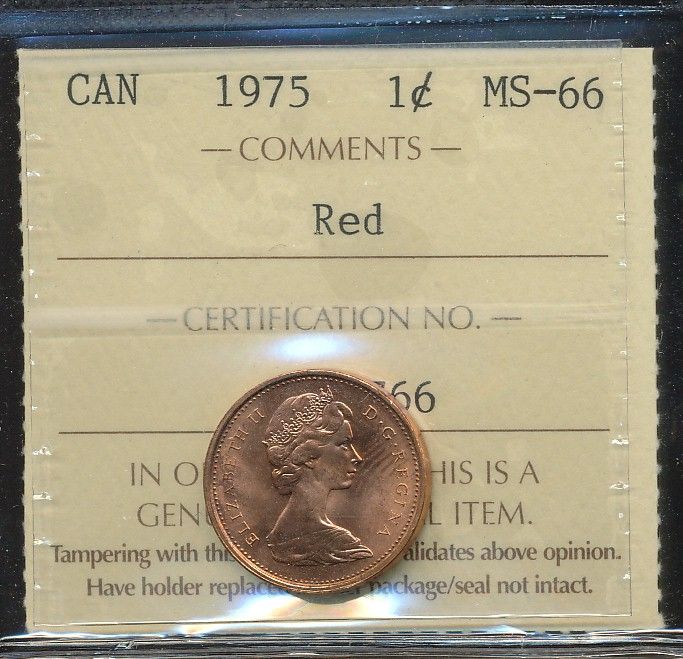 CAN 1975 1¢ MS-66
— COMMENTS —
Red
— CERTIFICATION NO. —
66
IN HIS IS A
ITEM.
Tampering with above opinion.
Have holder package/seal not intact.
ELIZABETH II D·G·REGINA